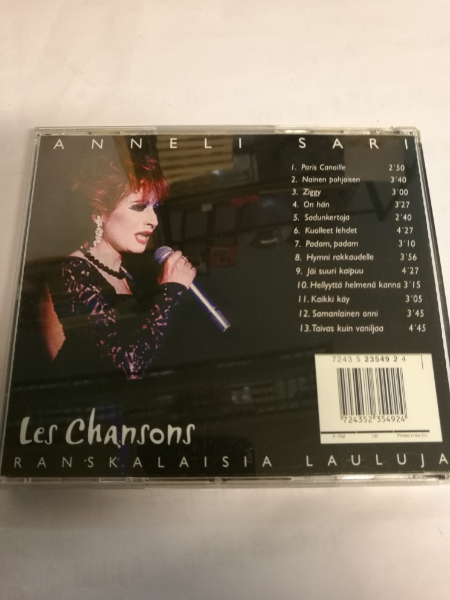 ANNELI SARI
1. Paris Canaille 2'50
2. Nainen pohjoisen 3'40
3. Ziggy 3'00
4. On hän 3'27
5. Sadunkertoja 2'40
6. Kuolleet lehdet 4'27
7. Padam, padam 3'10
8. Hymni rakkaudelle 3'56
9. Jäi suuri kaipuu 4'27
10. Hellyyttä helmenä kanna 3'15
11. Kaikki käy 3'05
12. Samanlainen onni 3'45
13. Taivas kuin vaniljaa 4'45
7243 5 23549 2 4
724352 354924
Printed in the EU
Les Chansons
RANSKALAISIA LAULUJA